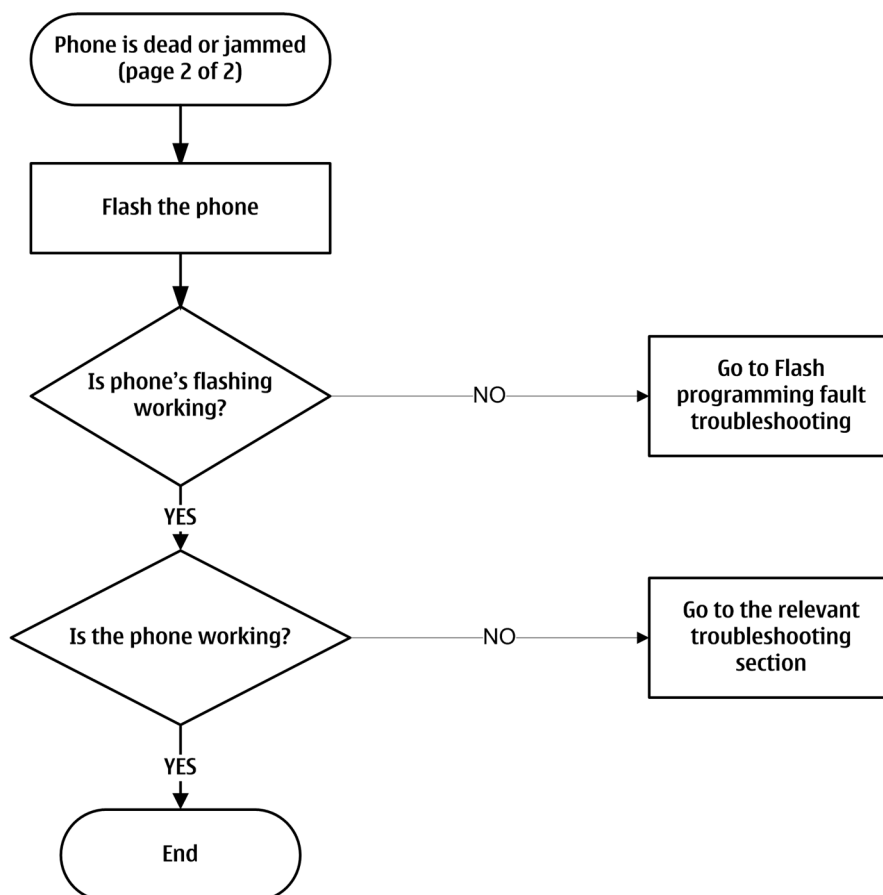 Phone is dead or jammed
(page 2 of 2)
Flash the phone
Is phone's flashing
working?
NO
Go to Flash
programming fault
troubleshooting
YES
Is the phone working?
NO
Go to the relevant
troubleshooting
section
YES
End